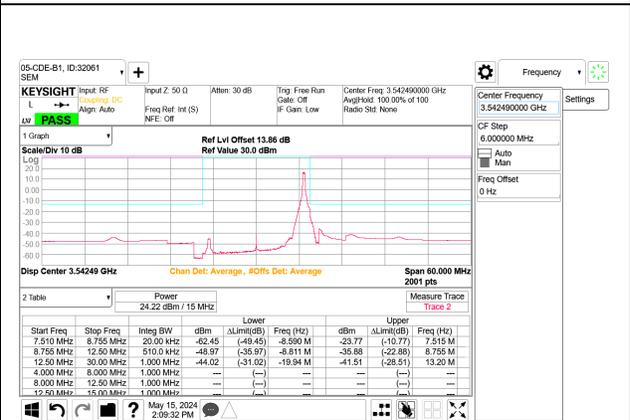 05-CDE-B1, ID:32061
SEM
Frequency
KEYSIGHT
Input: RF
Coupling: DC
Align: Auto
Input Z: 50 Ω
Freq Ref: Int (S)
NFE: Off
Atten: 30 dB
Trig: Free Run
Gate: Off
IF Gain: Low
Center Freq: 3.542490000 GHz
Avg|Hold: 100.00% of 100
Radio Std: None
L
PASS
Center Frequency
3.542490000 GHz
Settings
CF Step
6.000000 MHz
Auto
Man
Freq Offset
0 Hz
1 Graph
Scale/Div 10 dB
Ref Lvl Offset 13.86 dB
Ref Value 30.0 dBm
Log
20.0
10.0
0.00
-10.0
-20.0
-30.0
-40.0
-50.0
-60.0
Disp Center 3.54249 GHz
Chan Det: Average, #Offs Det: Average
Span 60.000 MHz
2001 pts
2 Table
Power
24.22 dBm / 15 MHz
Measure Trace
Trace 2
Lower Upper
Start Freq Stop Freq Integ BW dBm ΔLimit(dB) Freq (Hz) dBm ΔLimit(dB) Freq (Hz)
7.510 MHz 8.755 MHz 20.00 kHz -62.45 (-49.45) -8.590 M -23.77 (-10.77) 7.515 M
8.755 MHz 12.50 MHz 510.0 kHz -48.97 (-35.97) -8.811 M -35.88 (-22.88) 8.755 M
12.50 MHz 30.00 MHz 1.000 MHz -44.02 (-31.02) -19.94 M -41.51 (-28.51) 13.20 M
4.000 MHz 8.000 MHz 1.000 MHz --- (---) --- --- (---) ---
8.000 MHz 12.50 MHz 1.000 MHz --- (---) --- --- (---) ---
12.50 MHz 15.00 MHz 1.000 MHz --- (---) --- --- (---) ---
May 15, 2024
2:09:32 PM